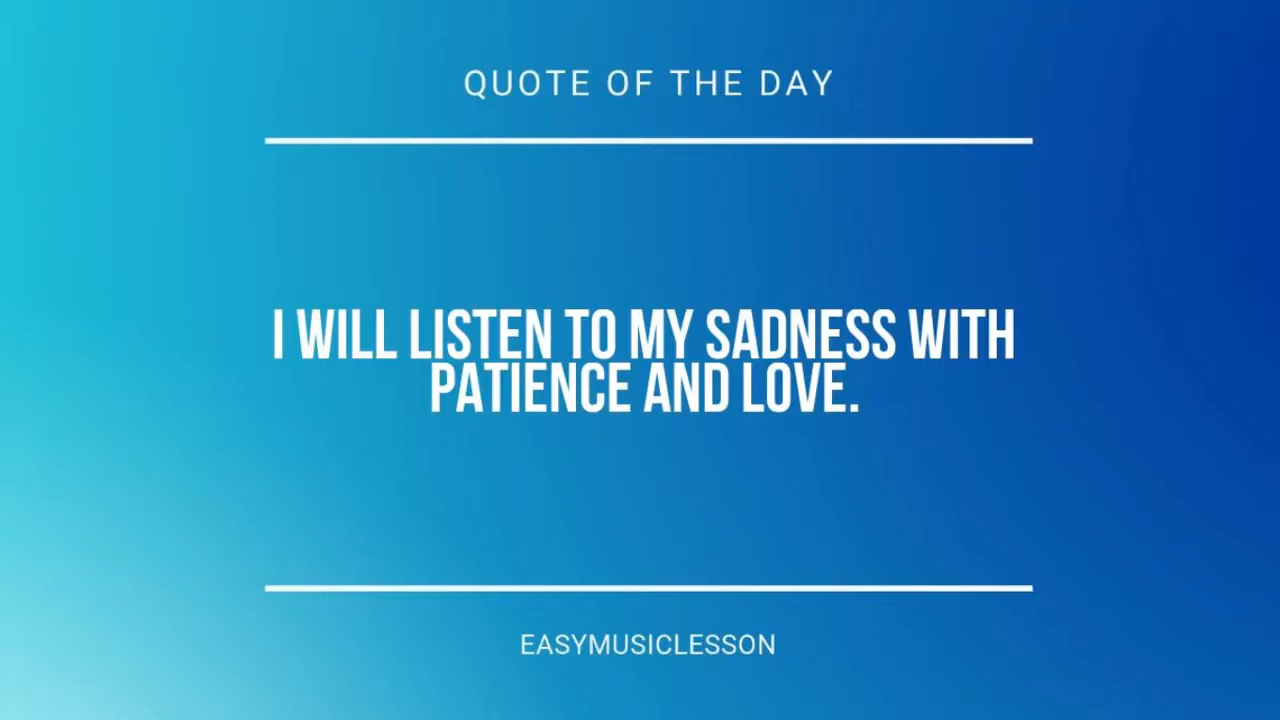 QUOTE OF THE DAY
I WILL LISTEN TO MY SADNESS WITH
PATIENCE AND LOVE.
EASYMUSICLESSON